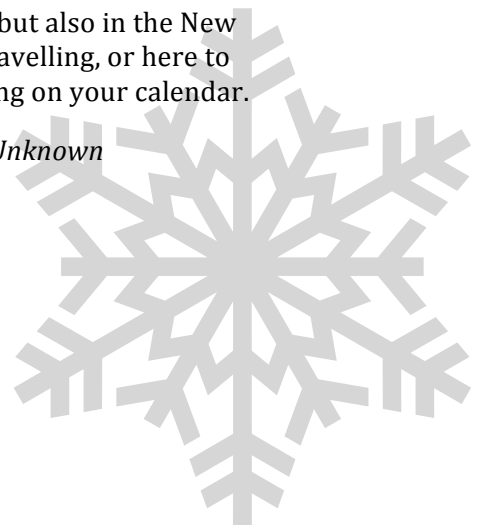 but also in the New
avelling, or here to
ng on your calendar.
Unknown